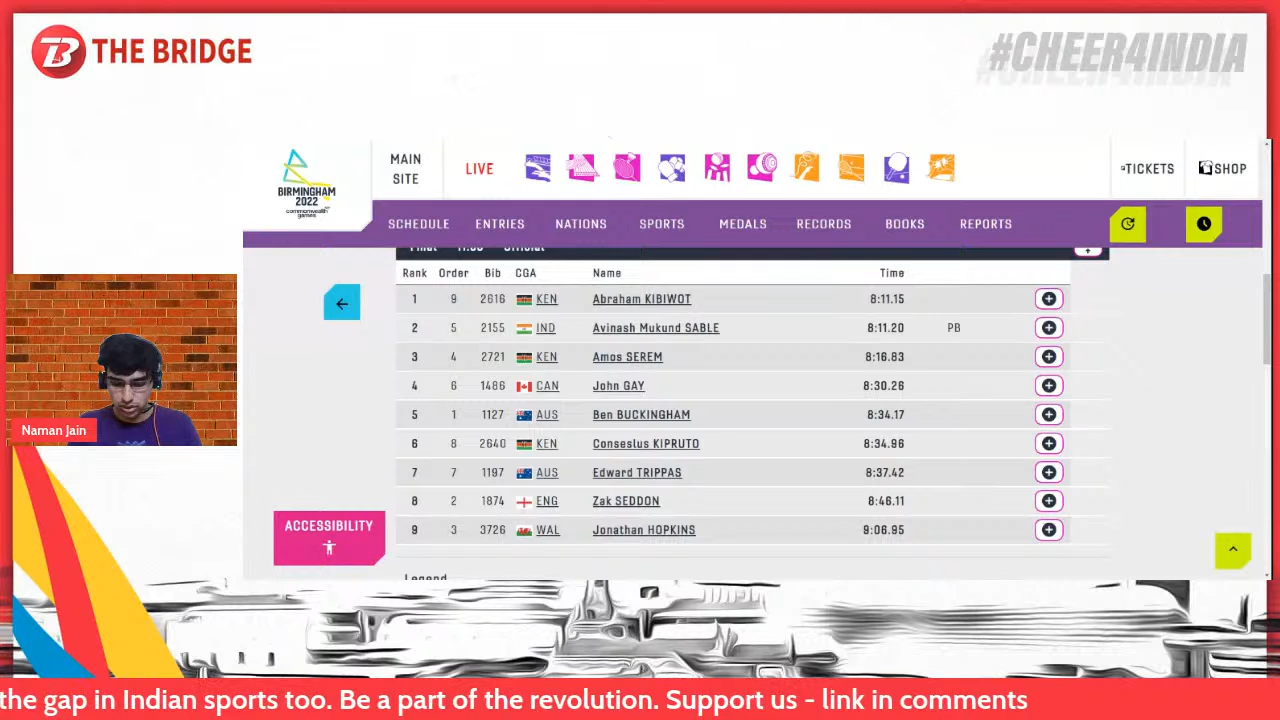 THE BRIDGE
#CHEER4INDIA
BIRMINGHAM
2022
commonwealth
games
MAIN
SITE
LIVE
TICKETS
SHOP
SCHEDULE ENTRIES NATIONS SPORTS MEDALS RECORDS BOOKS REPORTS
Final 11:50 Official
Rank Order Bib CGA Name Time
1 9 2616 KEN Abraham KIBIWOT 8:11.15
2 5 2155 IND Avinash Mukund SABLE 8:11.20 PB
3 4 2721 KEN Amos SEREM 8:16.83
4 6 1486 CAN John GAY 8:30.26
5 1 1127 AUS Ben BUCKINGHAM 8:34.17
6 8 2640 KEN Conseslus KIPRUTO 8:34.96
7 7 1197 AUS Edward TRIPPAS 8:37.42
8 2 1874 ENG Zak SEDDON 8:46.11
9 3 3726 WAL Jonathan HOPKINS 9:06.95
Legend
ACCESSIBILITY
Naman Jain
the gap in Indian sports too. Be a part of the revolution. Support us - link in comments